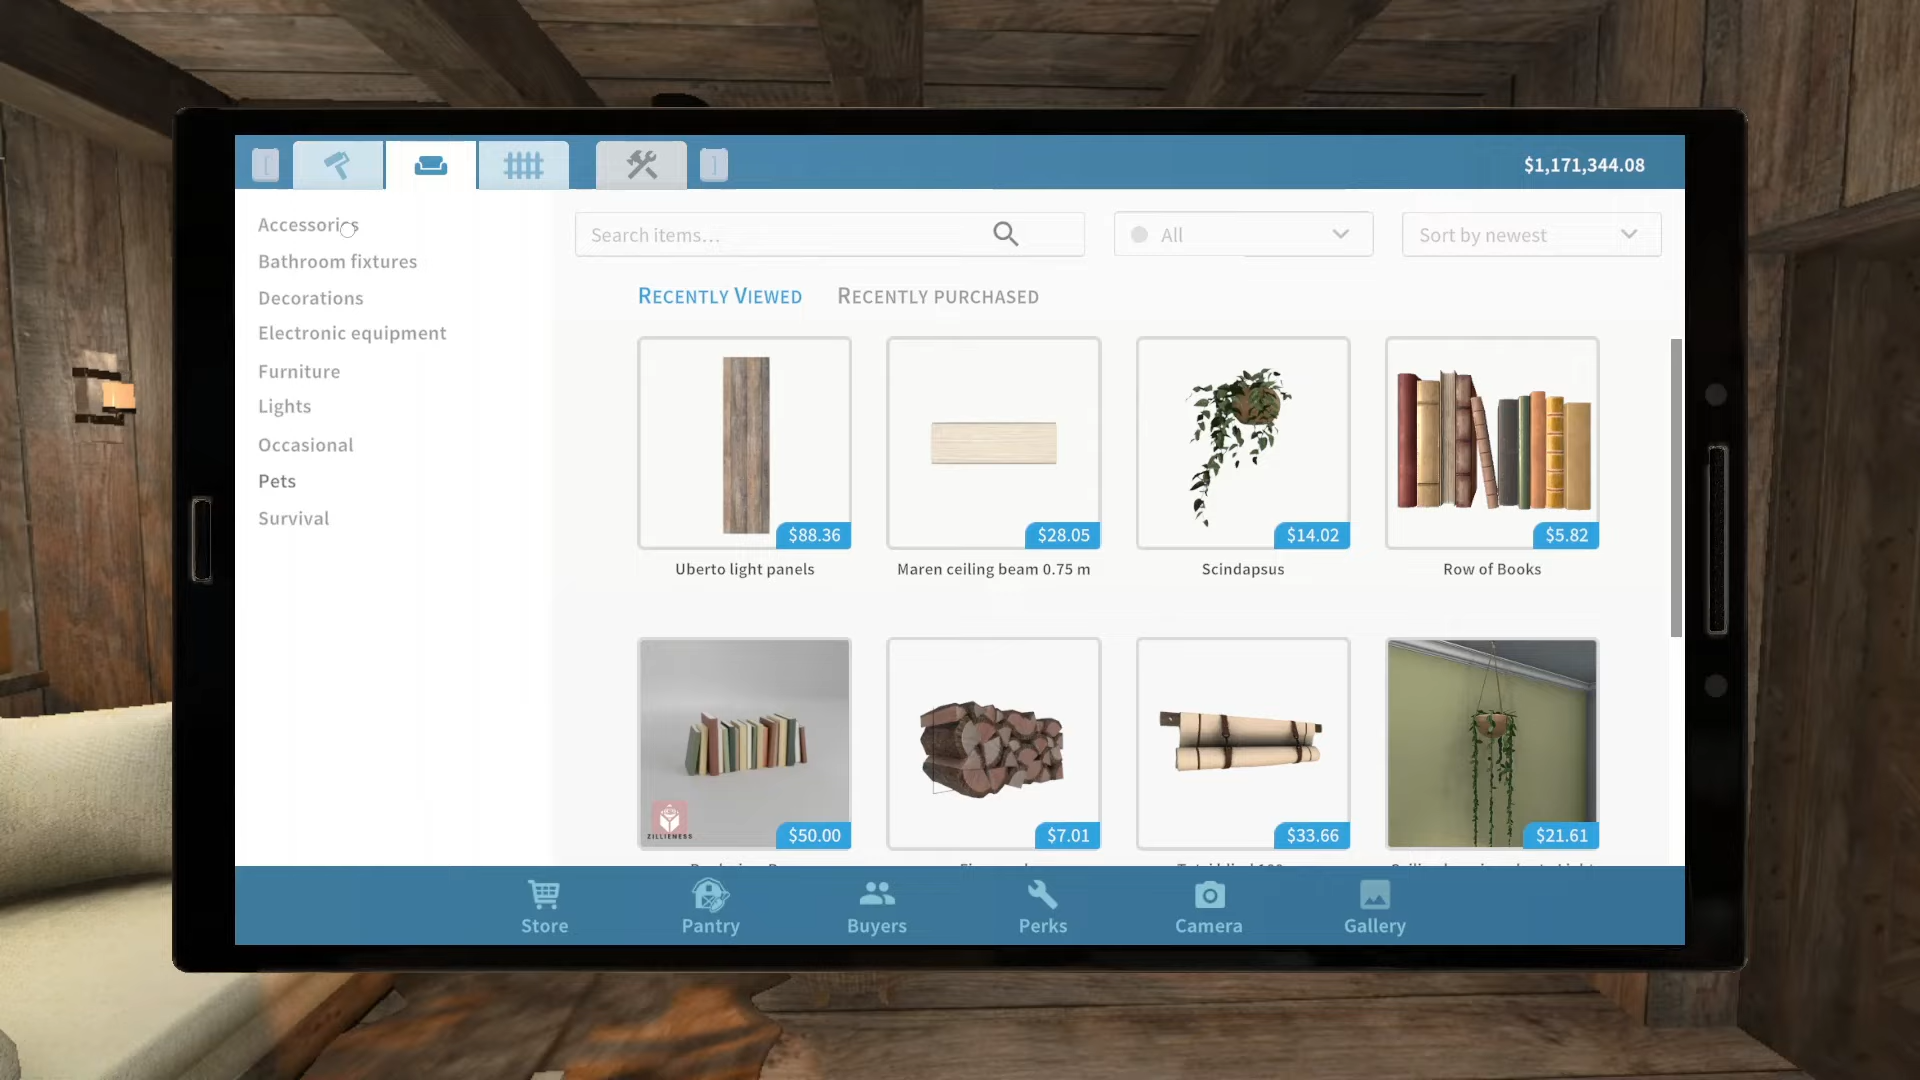 [
]
$1,171,344.08
Accessories
Bathroom fixtures
Decorations
Electronic equipment
Furniture
Lights
Occasional
Pets
Survival
Search items...
All
Sort by newest
RECENTLY VIEWED
RECENTLY PURCHASED
$88.36
$28.05
$14.02
$5.82
Uberto light panels
Maren ceiling beam 0.75 m
Scindapsus
Row of Books
ZILLIENESS
$50.00
$7.01
$33.66
$21.61
Store
Pantry
Buyers
Perks
Camera
Gallery